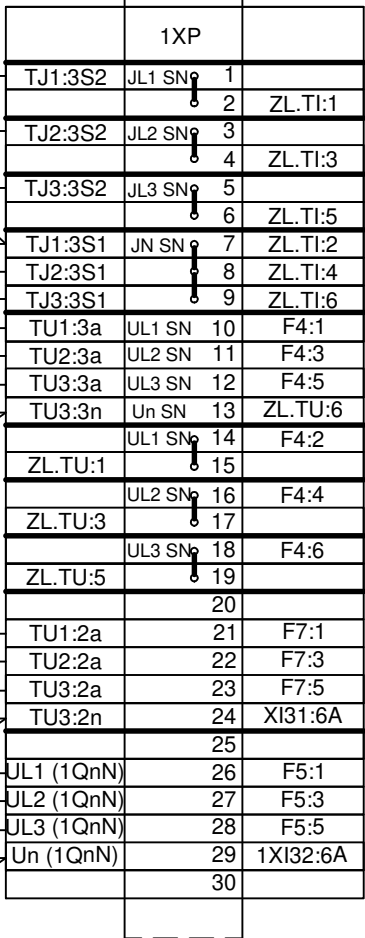 1XP
TJ1:3S2 JL1 SN 1
2 ZL.TI:1
TJ2:3S2 JL2 SN 3
4 ZL.TI:3
TJ3:3S2 JL3 SN 5
6 ZL.TI:5
TJ1:3S1 JN SN 7 ZL.TI:2
TJ2:3S1 8 ZL.TI:4
TJ3:3S1 9 ZL.TI:6
TU1:3a UL1 SN 10 F4:1
TU2:3a UL2 SN 11 F4:3
TU3:3a UL3 SN 12 F4:5
TU3:3n Un SN 13 ZL.TU:6
UL1 SN 14 F4:2
ZL.TU:1 15
UL2 SN 16 F4:4
ZL.TU:3 17
UL3 SN 18 F4:6
ZL.TU:5 19
20
TU1:2a 21 F7:1
TU2:2a 22 F7:3
TU3:2a 23 F7:5
TU3:2n 24 XI31:6A
25
UL1 (1QnN) 26 F5:1
UL2 (1QnN) 27 F5:3
UL3 (1QnN) 28 F5:5
Un (1QnN) 29 1XI32:6A
30